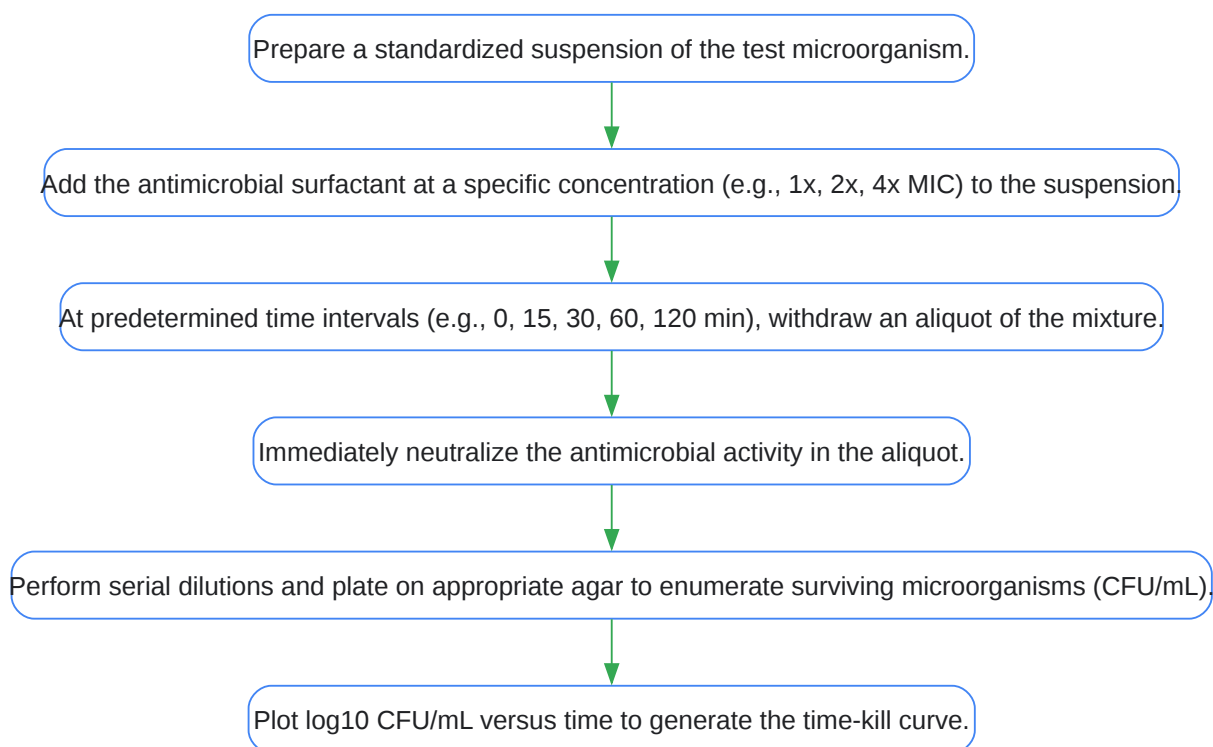 Prepare a standardized suspension of the test microorganism.
Add the antimicrobial surfactant at a specific concentration (e.g., 1x, 2x, 4x MIC) to the suspension.
At predetermined time intervals (e.g., 0, 15, 30, 60, 120 min), withdraw an aliquot of the mixture.
Immediately neutralize the antimicrobial activity in the aliquot.
Perform serial dilutions and plate on appropriate agar to enumerate surviving microorganisms (CFU/mL).
Plot log10 CFU/mL versus time to generate the time-kill curve.